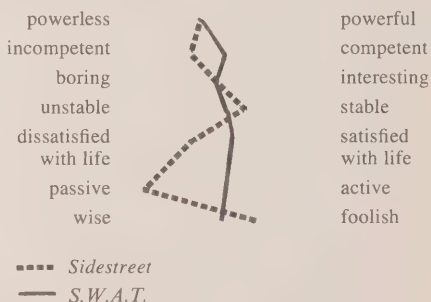 powerless powerful
incompetent competent
boring interesting
unstable stable
dissatisfied satisfied
with life with life
passive active
wise foolish
Sidestreet
S.W.A.T.